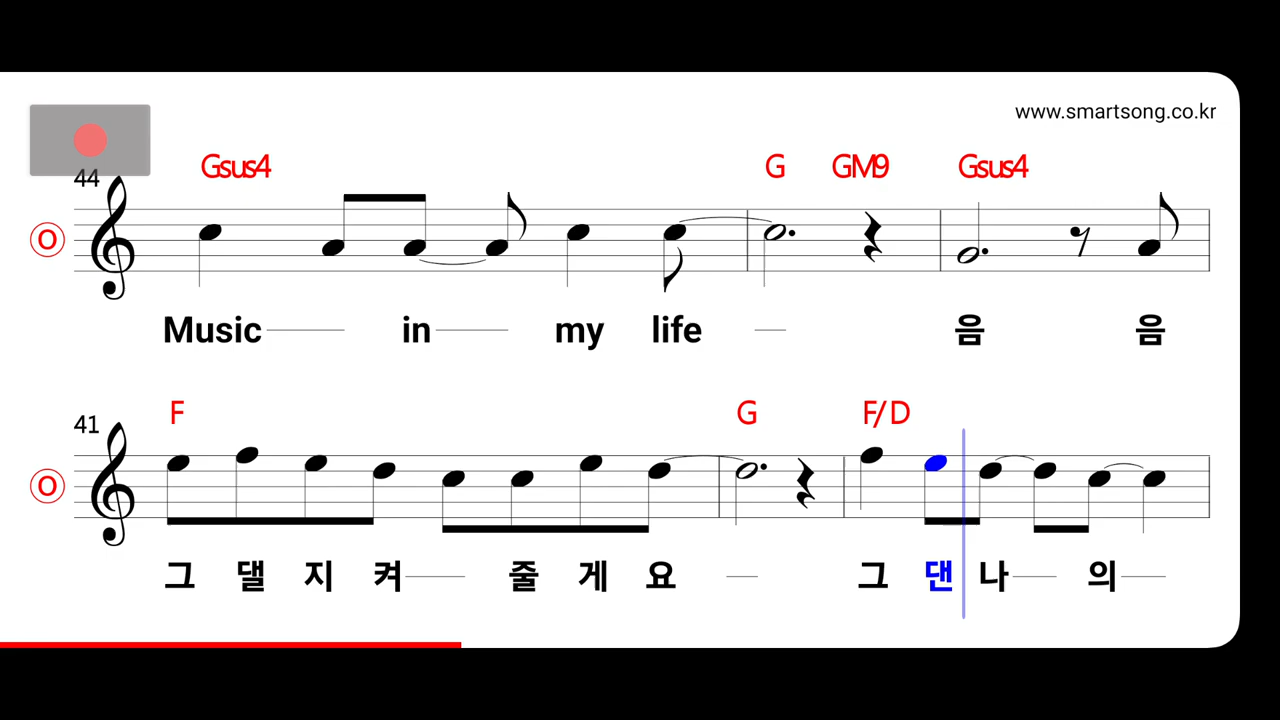 www.smartsong.co.kr
Gsus4 G GM9 Gsus4
44
O
Music in my life 음 음
F G F/D
41
O
그 댈 지 켜 줄 게 요 그 댄 나 의